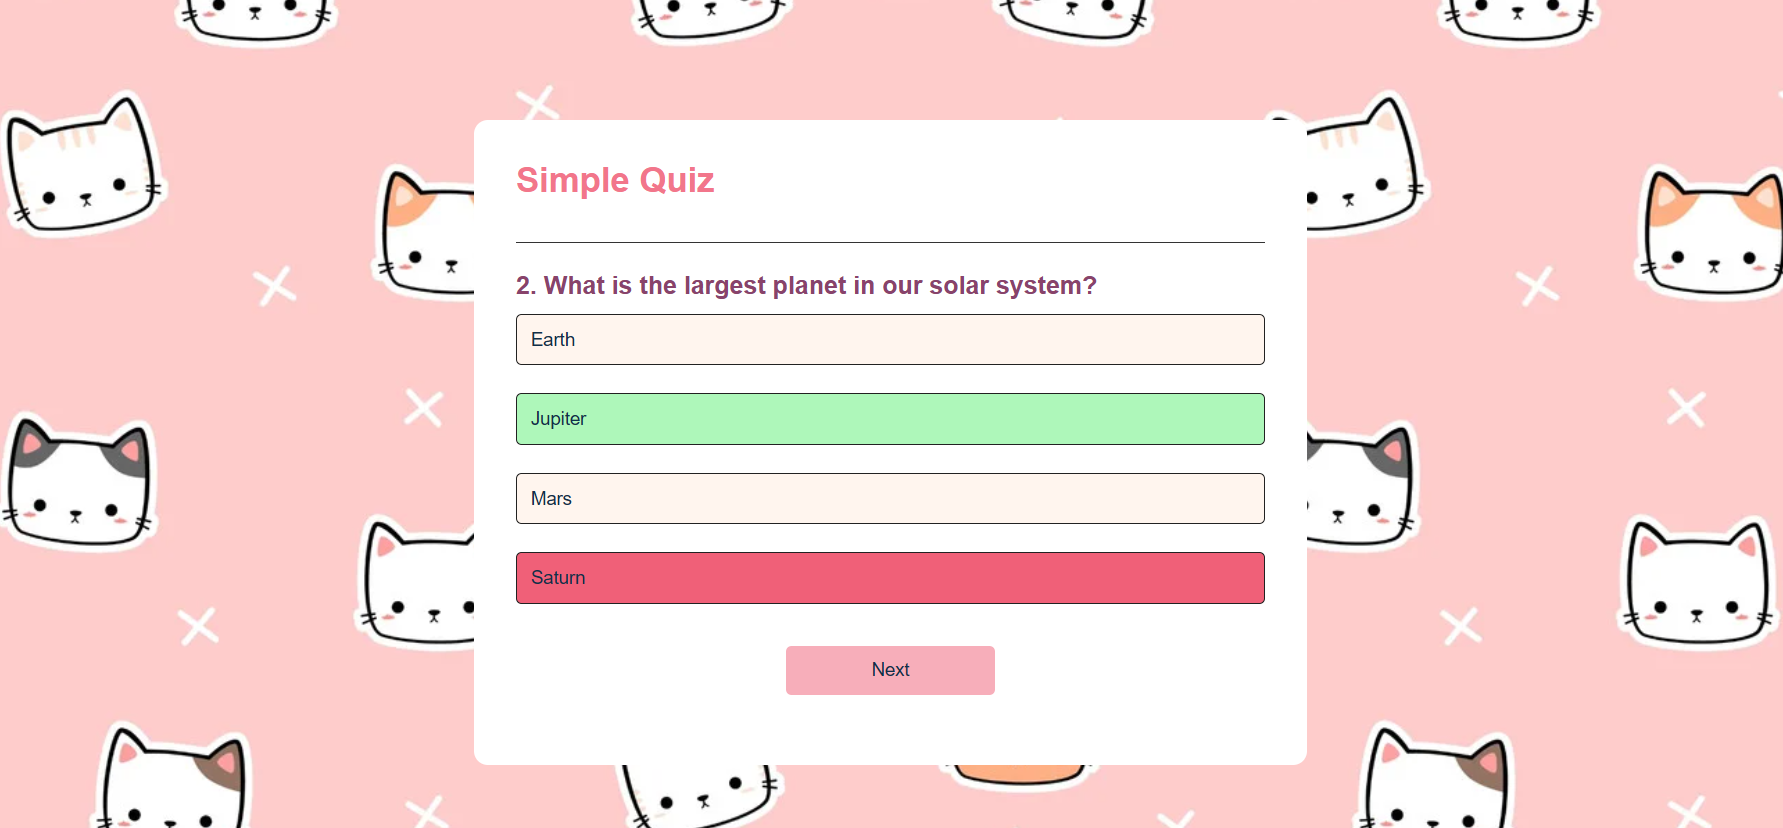 Simple Quiz
2. What is the largest planet in our solar system?
Earth
Jupiter
Mars
Saturn
Next